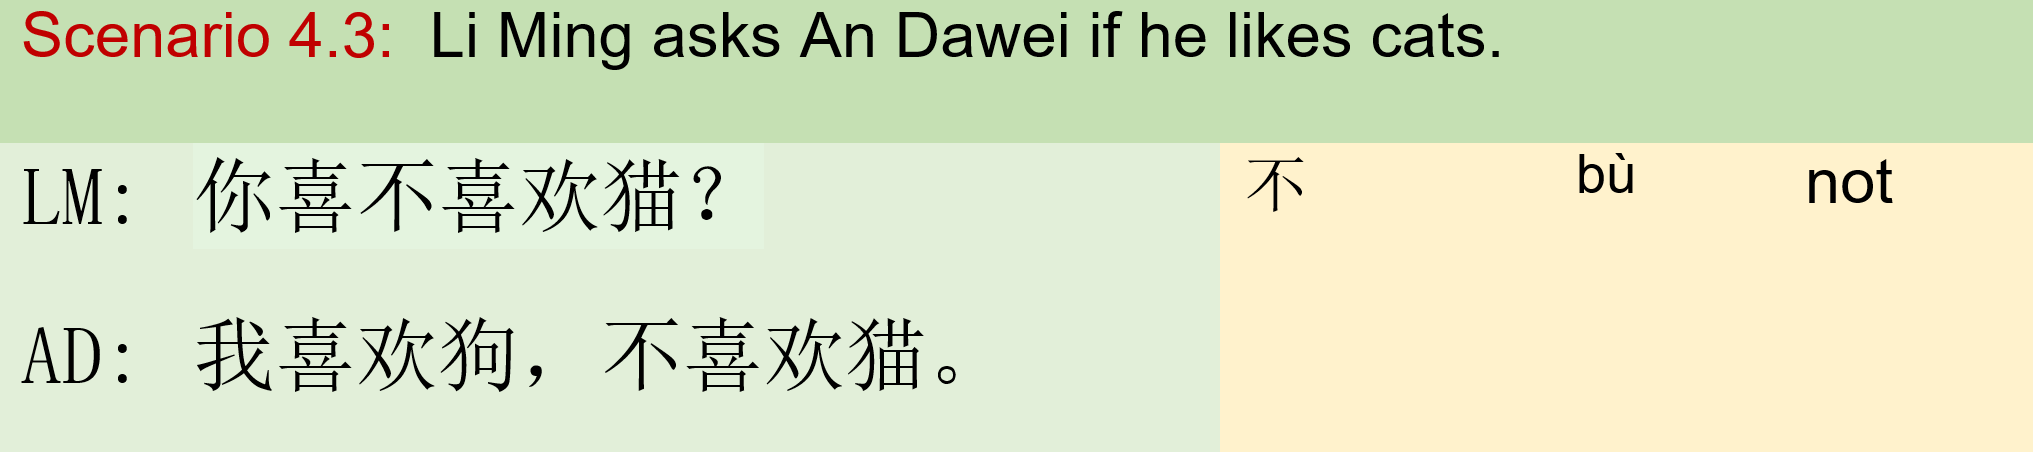 Scenario 4.3: Li Ming asks An Dawei if he likes cats.
LM: 你喜不喜欢猫？
不 bù not
AD: 我喜欢狗，不喜欢猫。